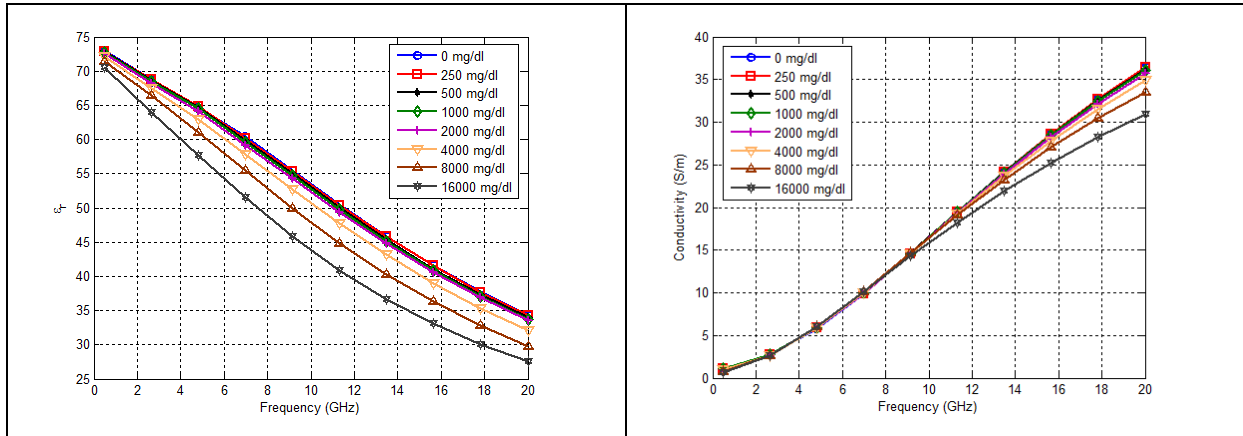 75
70
65
60
55
50
45
40
35
30
25
εr
0 2 4 6 8 10 12 14 16 18 20
Frequency (GHz)
0 mg/dl
250 mg/dl
500 mg/dl
1000 mg/dl
2000 mg/dl
4000 mg/dl
8000 mg/dl
16000 mg/dl
40
35
30
25
20
15
10
5
0
Conductivity (S/m)
0 2 4 6 8 10 12 14 16 18 20
Frequency (GHz)
0 mg/dl
250 mg/dl
500 mg/dl
1000 mg/dl
2000 mg/dl
4000 mg/dl
8000 mg/dl
16000 mg/dl